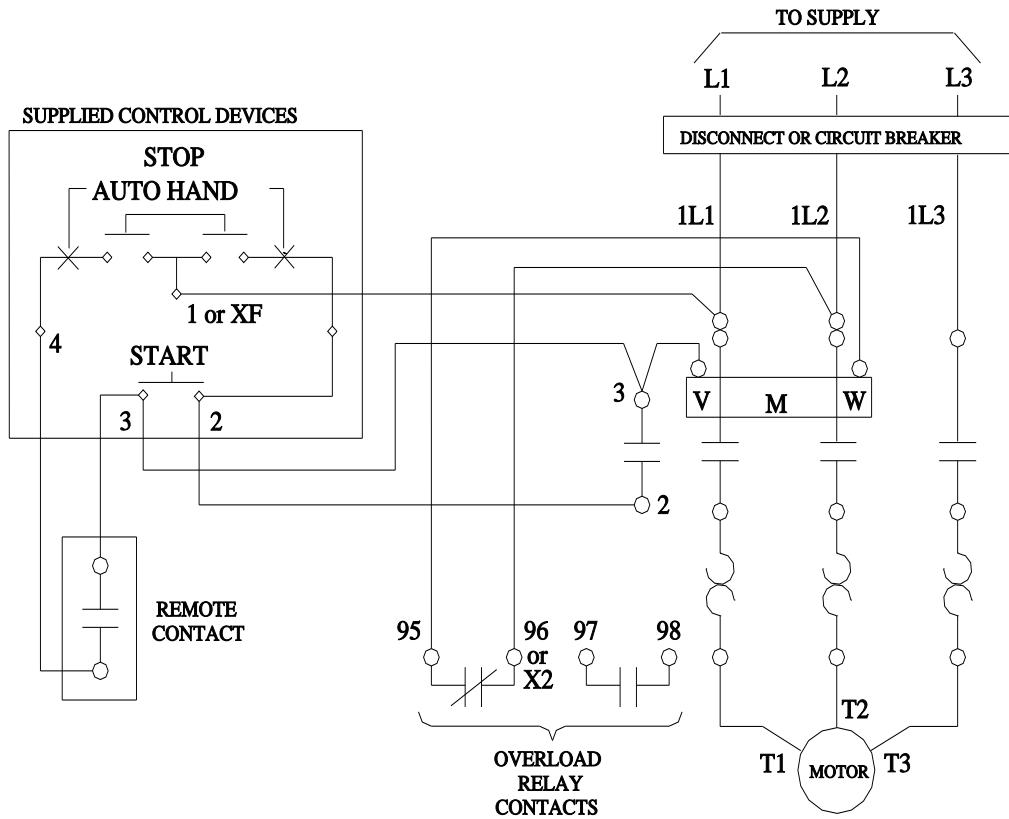 TO SUPPLY
L1 L2 L3
SUPPLIED CONTROL DEVICES
DISCONNECT OR CIRCUIT BREAKER
STOP
AUTO HAND
1L1 1L2 1L3
1 or XF
4
START
3 2
3
V M W
2
REMOTE
CONTACT
95 96 97 98
or
X2
OVERLOAD
RELAY
CONTACTS
T2
T1 MOTOR T3